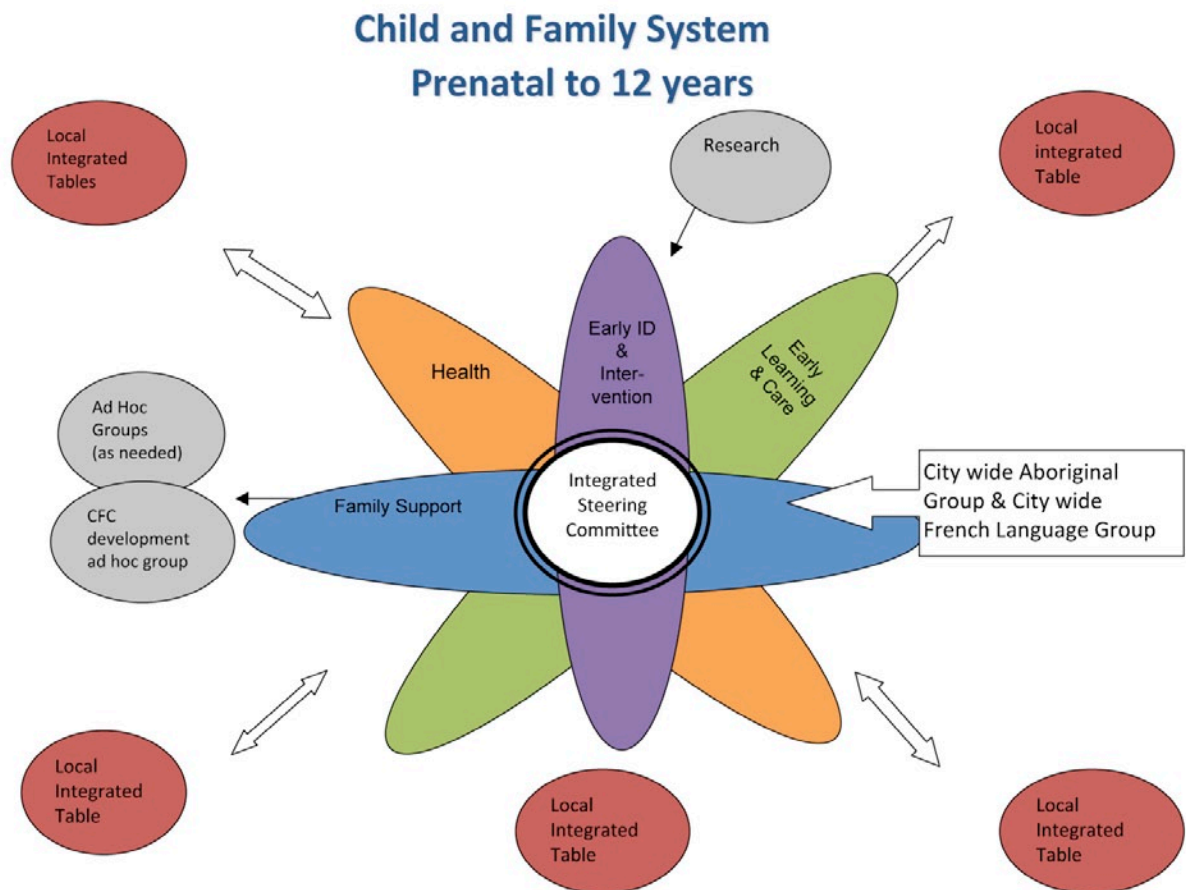 Child and Family System
Prenatal to 12 years
Local
Integrated
Tables
Research
Local
integrated
Table
Health
Early ID
&
Inter-
vention
Early
Learning
& Care
Ad Hoc
Groups
(as needed)
CFC
development
ad hoc group
Family Support
Integrated
Steering
Committee
City wide Aboriginal
Group & City wide
French Language Group
Local
Integrated
Table
Local
Integrated
Table
Local
Integrated
Table